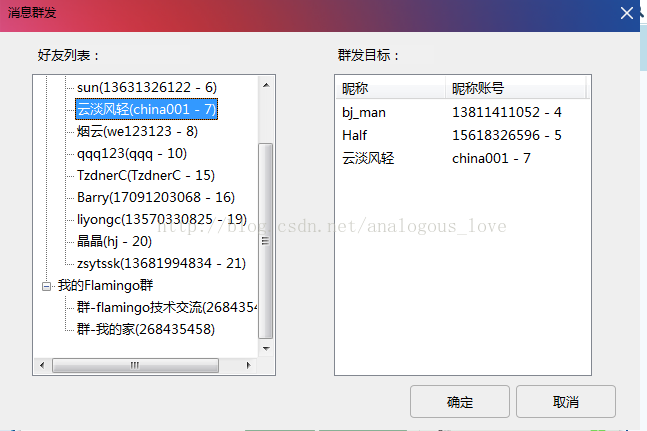 消息群发
好友列表：
sun(13631326122 - 6)
云淡风轻(china001 - 7)
烟云(we123123 - 8)
qqq123(qqq - 10)
TzdnerC(TzdnerC - 15)
Barry(17091203068 - 16)
liyongc(13570330825 - 19)
晶晶(hj - 20)
zsytssk(13681994834 - 21)
我的Flamingo群
群-flamingo技术交流(2684354
群-我的家(268435458)
群发目标：
昵称 昵称账号
bj_man 13811411052 - 4
Half 15618326596 - 5
云淡风轻 china001 - 7
http://blog.csdn.net/analogous_love
确定 取消